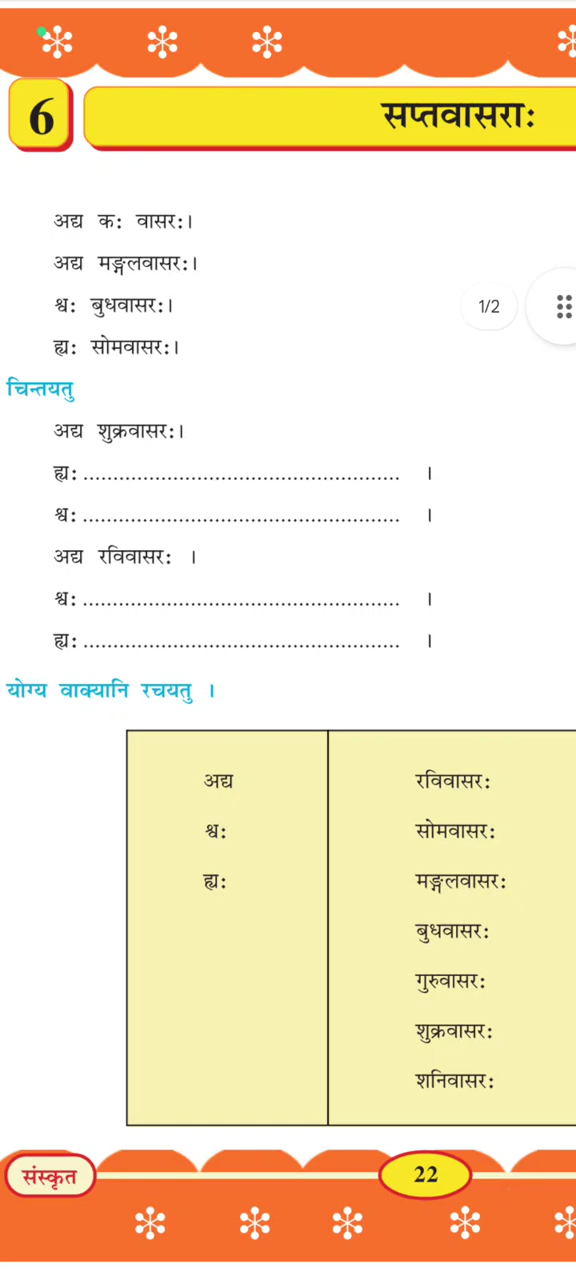 6
सप्तवासराः
अद्य कः वासरः।
अद्य मङ्गलवासरः।
श्वः बुधवासरः।
1/2
ह्यः सोमवासरः।
चिन्तयतु
अद्य शुक्रवासरः।
ह्यः ..................................................... ।
श्वः ..................................................... ।
अद्य रविवासरः ।
श्वः ..................................................... ।
ह्यः ..................................................... ।
योग्य वाक्यानि रचयतु ।
अद्य रविवासरः
श्वः सोमवासरः
ह्यः मङ्गलवासरः
बुधवासरः
गुरुवासरः
शुक्रवासरः
शनिवासरः
संस्कृत 22